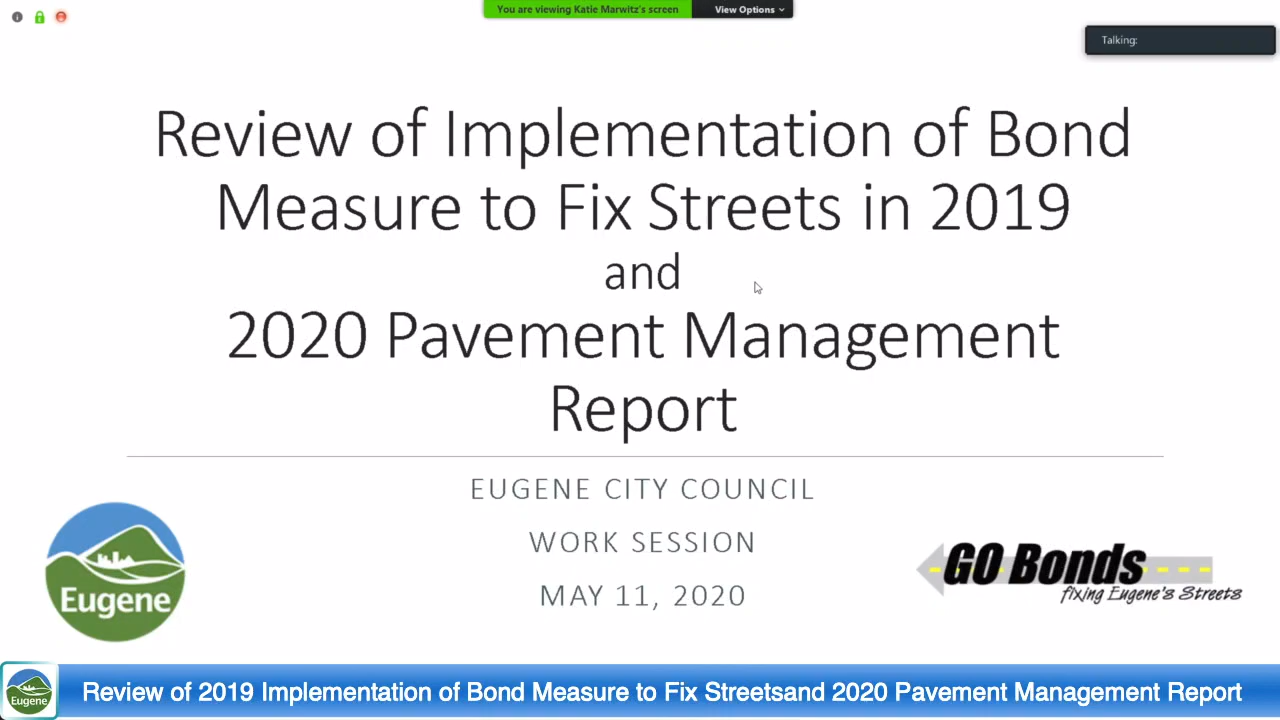 You are viewing Katie Marwitz's screen
View Options
Talking:
Review of Implementation of Bond
Measure to Fix Streets in 2019
and
2020 Pavement Management
Report
EUGENE CITY COUNCIL
WORK SESSION
MAY 11, 2020
Eugene
GO Bonds
fixing Eugene's Streets
Eugene
Review of 2019 Implementation of Bond Measure to Fix Streetsand 2020 Pavement Management Report